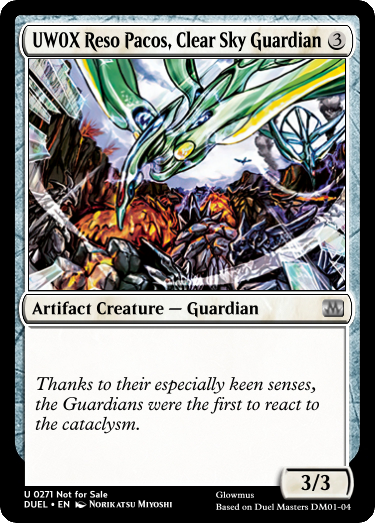 UW0X Reso Pacos, Clear Sky Guardian 3
Artifact Creature — Guardian
Thanks to their especially keen senses,
the Guardians were the first to react to
the cataclysm.
3/3
U 0271 Not for Sale
DUEL • EN NORIKATSU MIYOSHI
Glowmus
Based on Duel Masters DM01-04